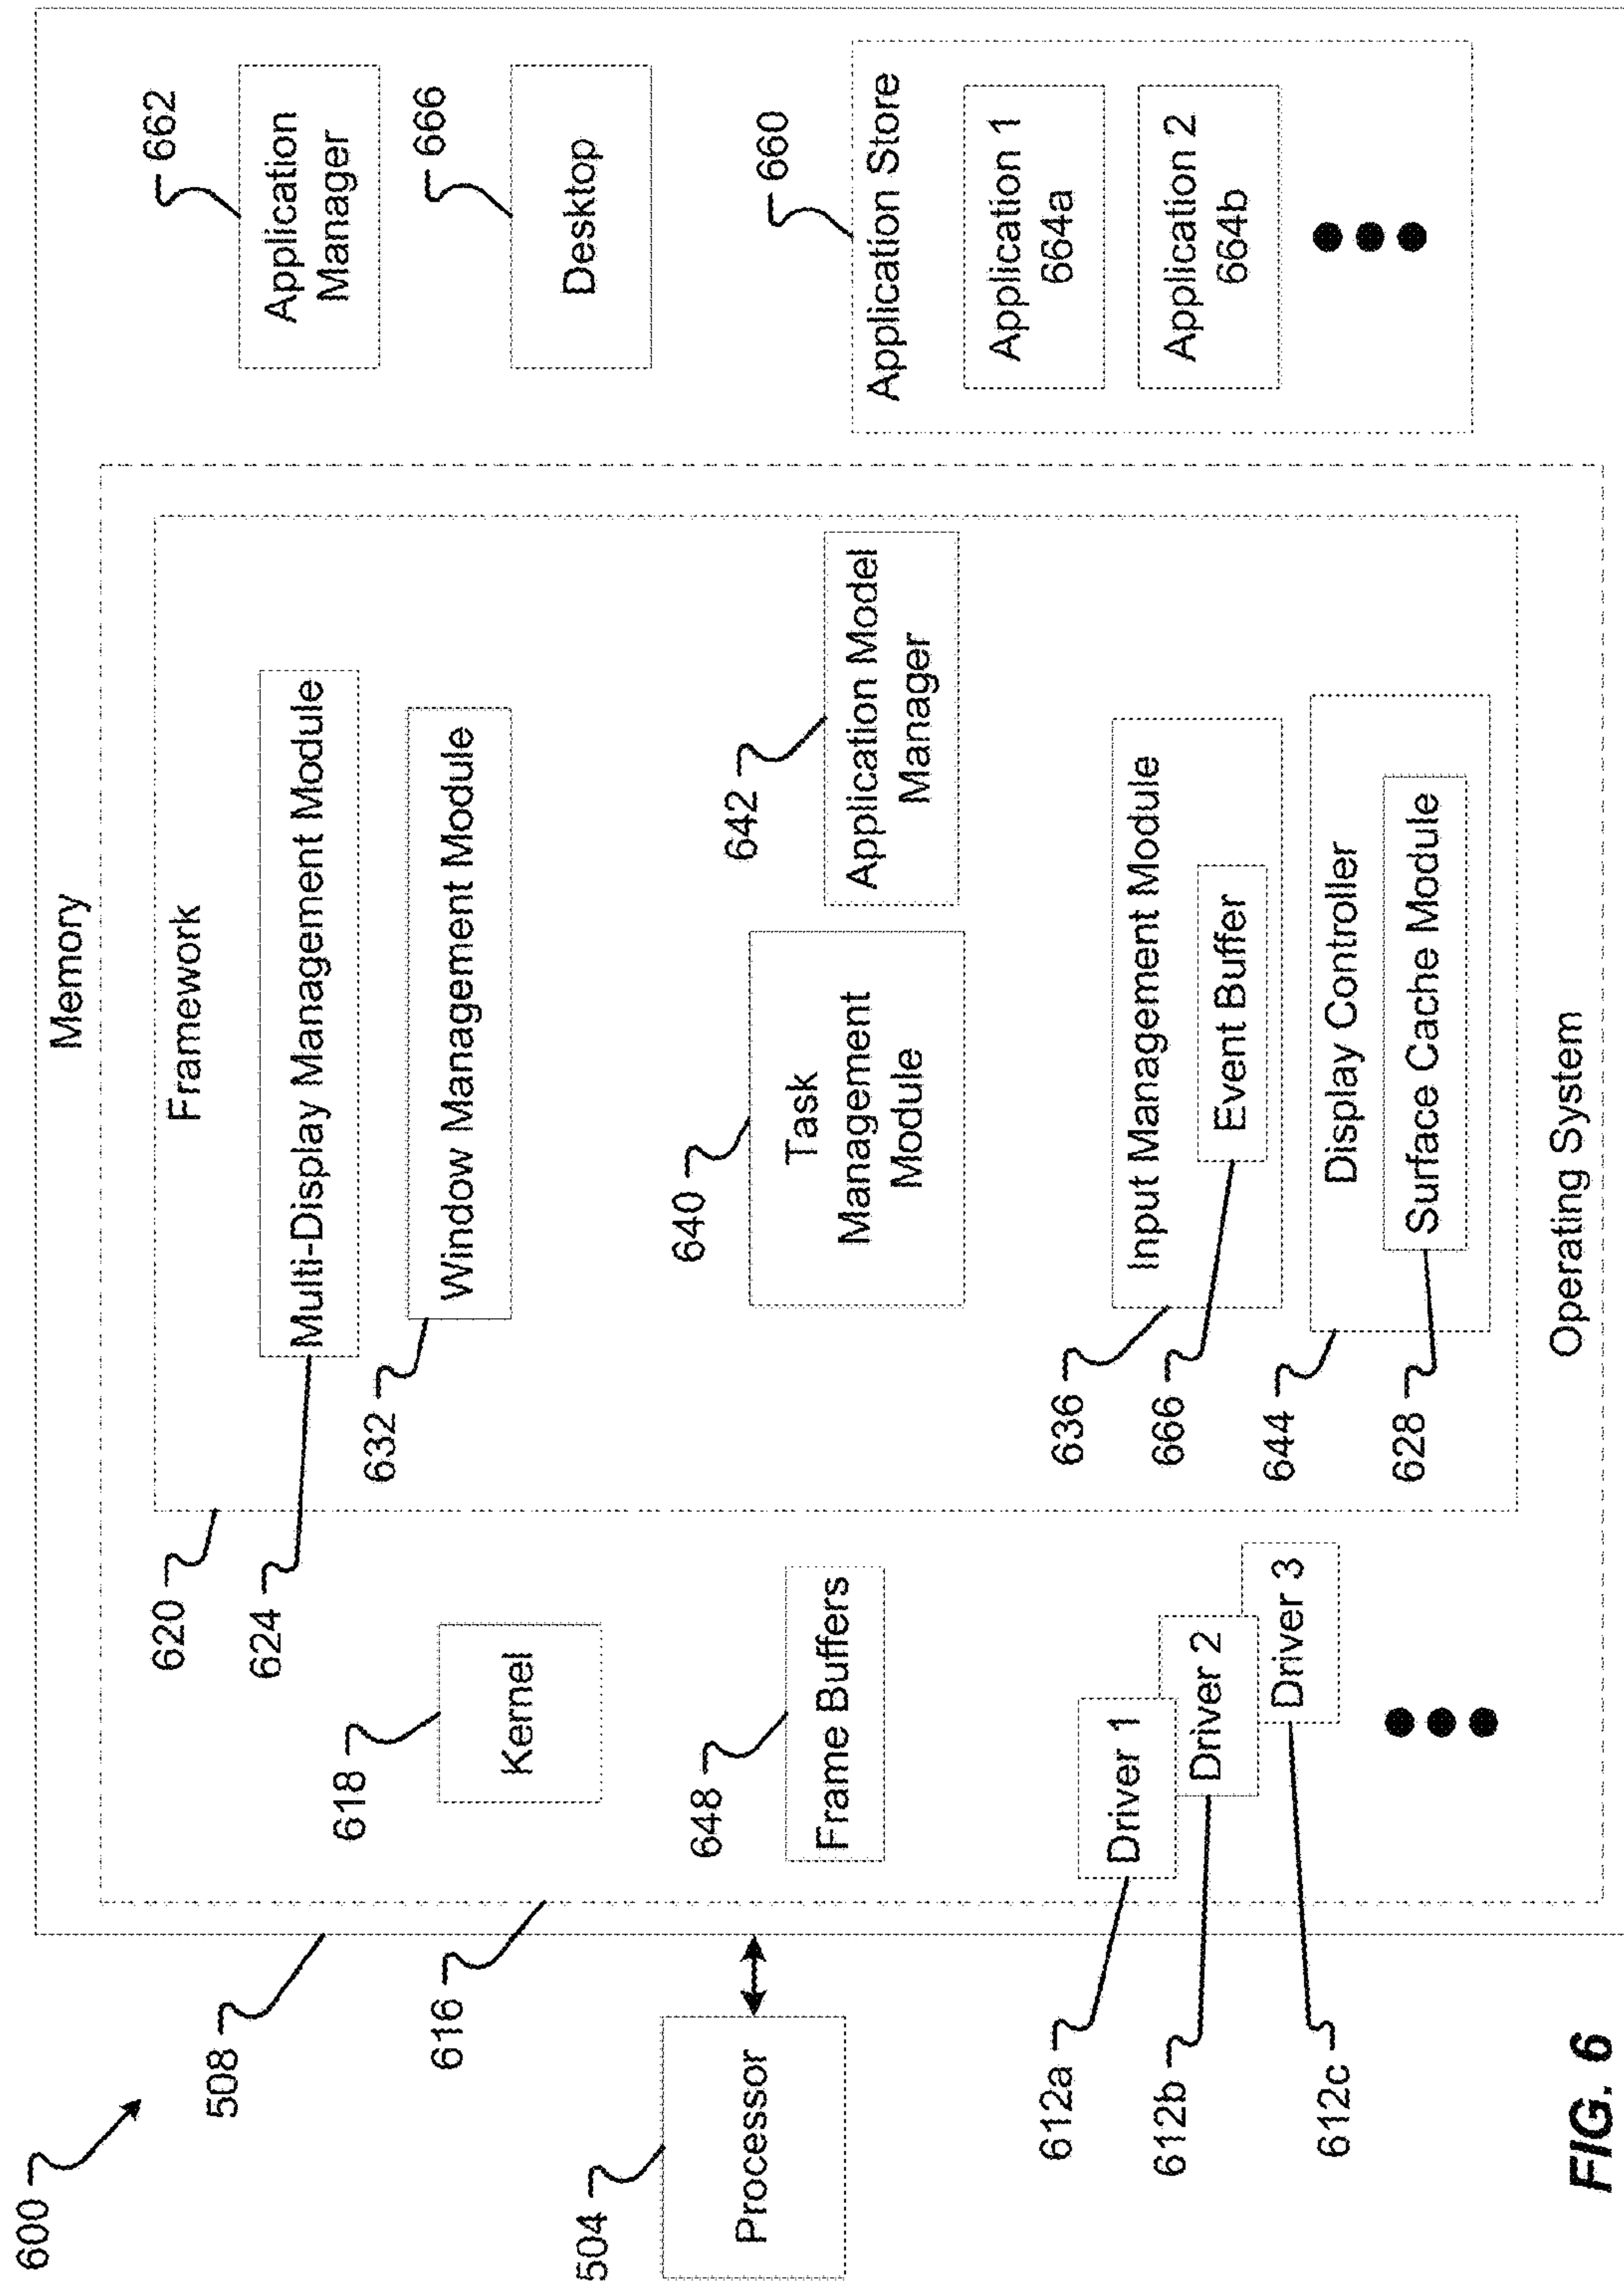 600
508
Memory
616
Operating System
620
Framework
624
Multi-Display Management Module
632
Window Management Module
618
Kernel
648
Frame Buffers
640
Task
Management
Module
642
Application Model
Manager
636
Input Management Module
666
Event Buffer
644
Display Controller
628
Surface Cache Module
612a
Driver 1
612b
Driver 2
612c
Driver 3
504
Processor
662
Application
Manager
666
Desktop
660
Application Store
Application 1
664a
Application 2
664b
FIG. 6